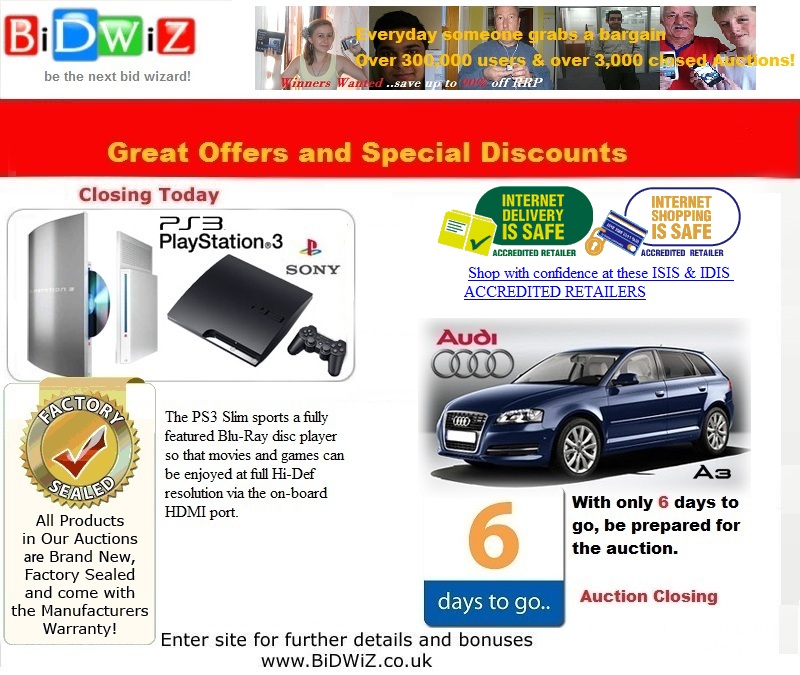 BiDWiZ
be the next bid wizard!
Everyday someone grabs a bargain
Over 300,000 users & over 3,000 closed Auctions!
Winners Wanted ..save up to 90% off RRP
Great Offers and Special Discounts
Closing Today
PS3
PlayStation®3
SONY
INTERNET
DELIVERY
IS SAFE
ACCREDITED RETAILER
INTERNET
SHOPPING
IS SAFE
ACCREDITED RETAILER
Shop with confidence at these ISIS & IDIS
ACCREDITED RETAILERS
Audi
A3
FACTORY
SEALED
All Products
in Our Auctions
are Brand New,
Factory Sealed
and come with
the Manufacturers
Warranty!
The PS3 Slim sports a fully
featured Blu-Ray disc player
so that movies and games can
be enjoyed at full Hi-Def
resolution via the on-board
HDMI port.
6
days to go..
With only 6 days to
go, be prepared for
the auction.
Auction Closing
Enter site for further details and bonuses
www.BiDWiZ.co.uk